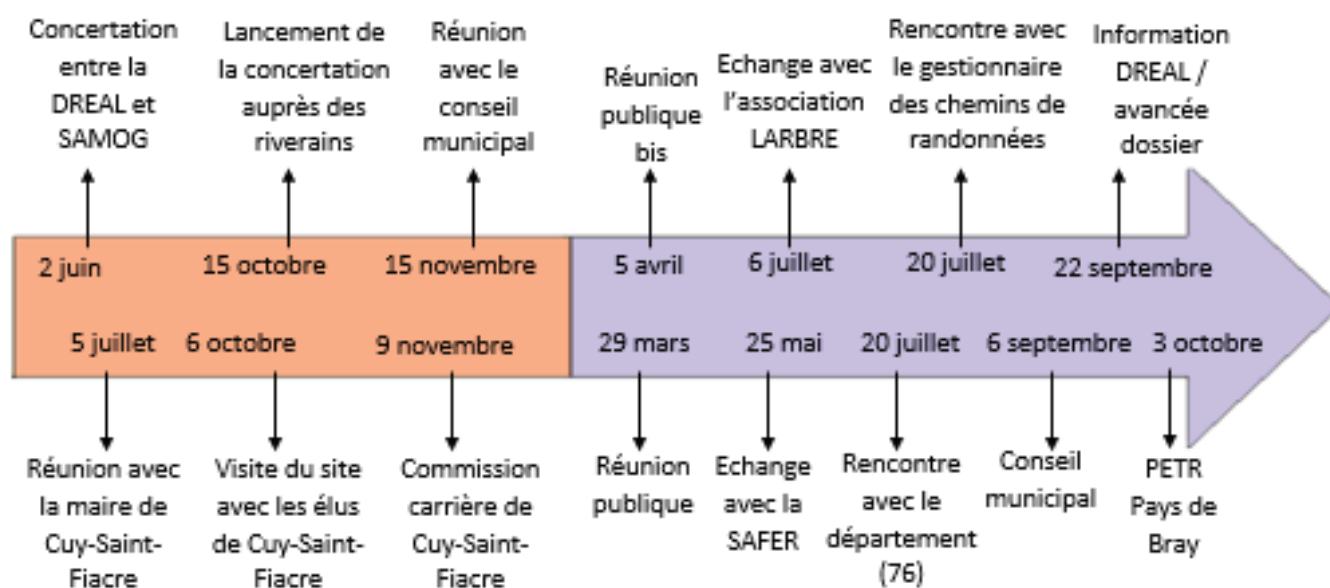 Concertation
entre la
DREAL et
SAMOG
Lancement de
la concertation
auprès des
riverains
Réunion
avec le
conseil
municipal
Réunion
publique
bis
Echange avec
l'association
LARBRE
Rencontre avec
le gestionnaire
des chemins de
randonnées
Information
DREAL /
avancée
dossier
2 juin
15 octobre
15 novembre
5 avril
6 juillet
20 juillet
22 septembre
5 juillet
6 octobre
9 novembre
29 mars
25 mai
20 juillet
6 septembre
3 octobre
Réunion avec
la maire de
Cuy-Saint-
Fiacre
Visite du site
avec les élus
de Cuy-Saint-
Fiacre
Commission
carrière de
Cuy-Saint-
Fiacre
Réunion
publique
Echange
avec la
SAFER
Rencontre
avec le
département
(76)
Conseil
municipal
PETR
Pays de
Bray